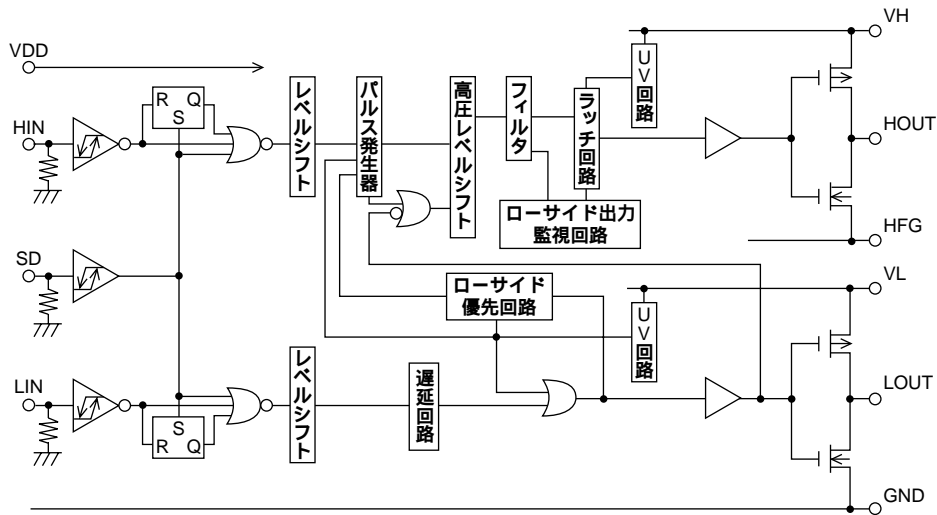 VDD
VH
UV回路
R Q
S
レベルシフト
パルス発生器
高圧レベルシフト
フィルタ
ラッチ回路
HIN
HOUT
ローサイド出力
監視回路
HFG
SD
VL
ローサイド
優先回路
UV回路
LIN
レベルシフト
遅延回路
LOUT
S
R Q
GND